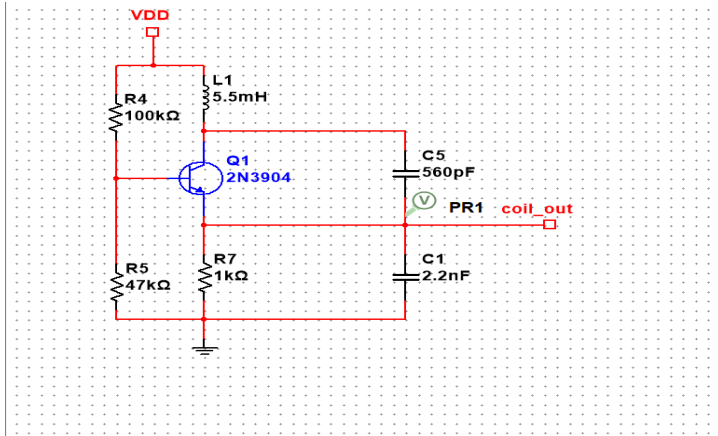 VDD
L1
5.5mH
R4
100kΩ
C5
560pF
Q1
2N3904
V
PR1
coil_out
R7
1kΩ
C1
2.2nF
R5
47kΩ